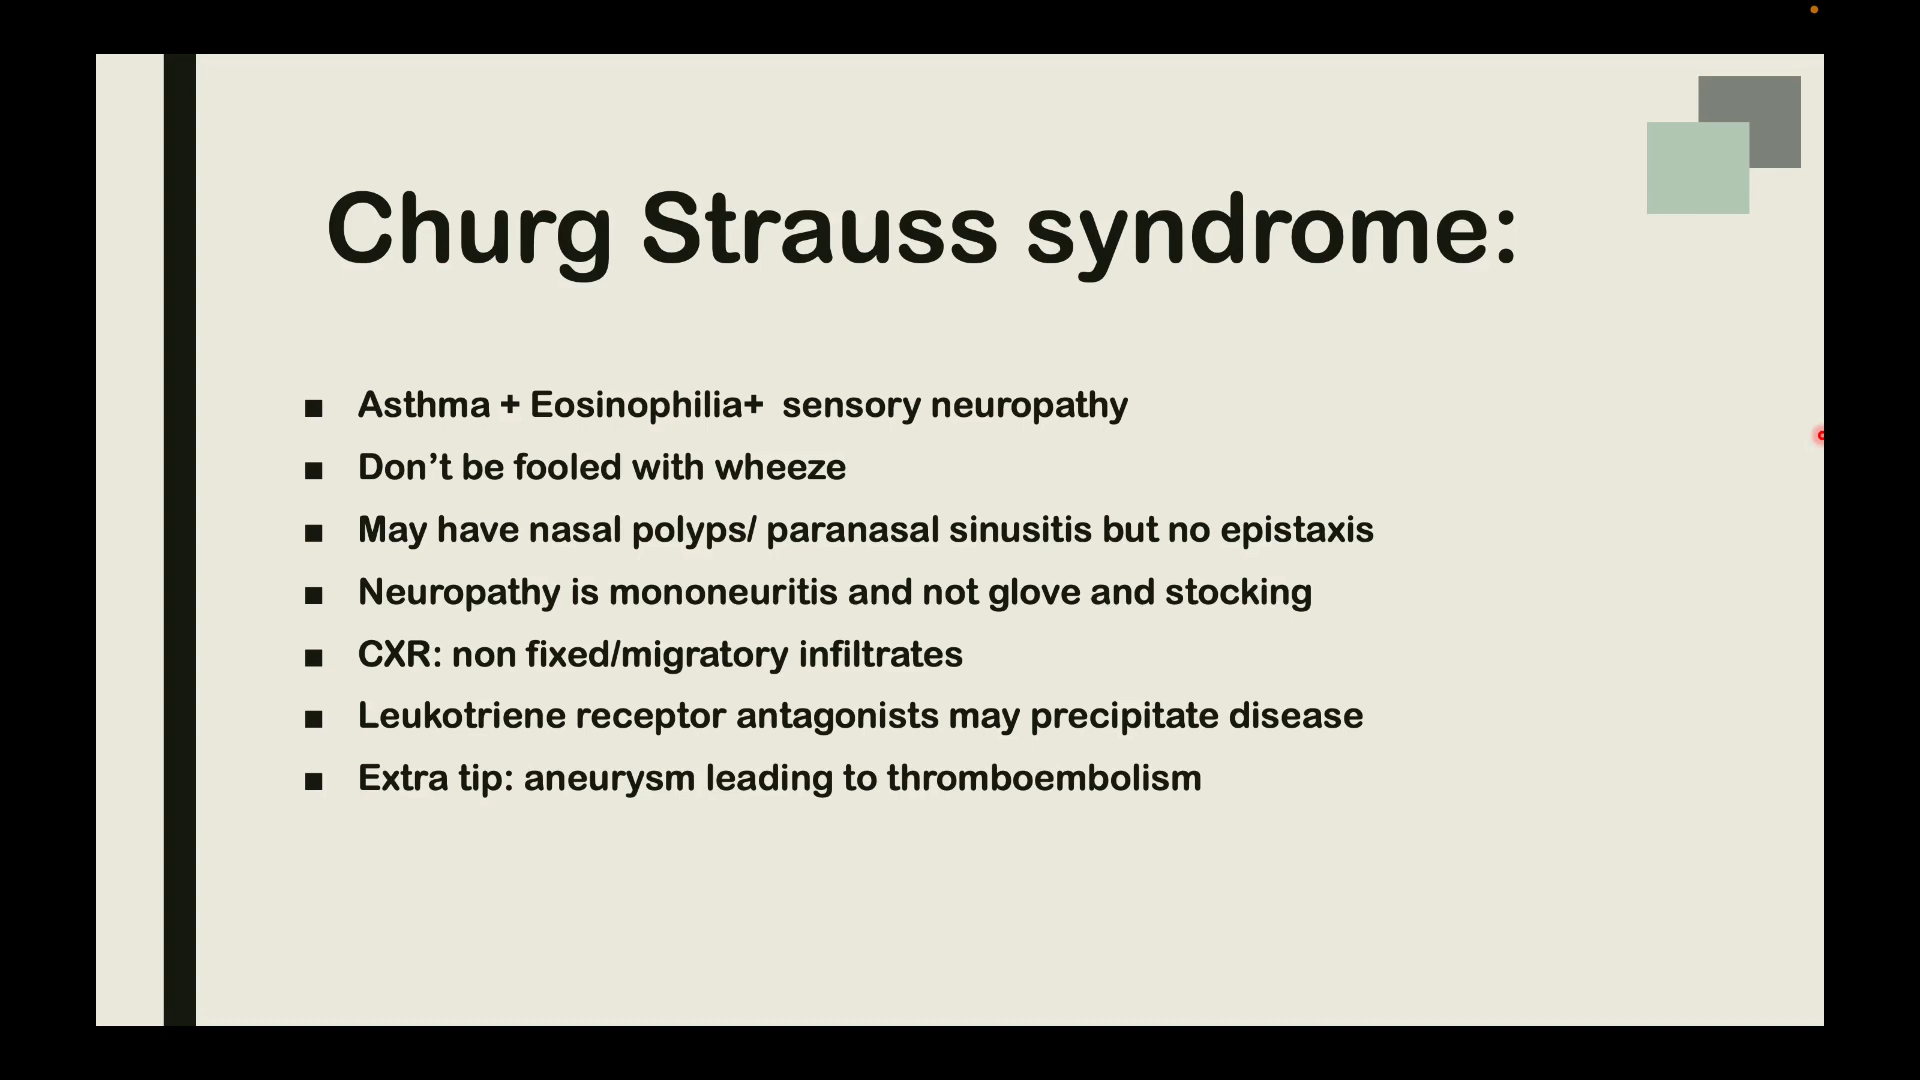 Churg Strauss syndrome:
Asthma + Eosinophilia+ sensory neuropathy
Don’t be fooled with wheeze
May have nasal polyps/ paranasal sinusitis but no epistaxis
Neuropathy is mononeuritis and not glove and stocking
CXR: non fixed/migratory infiltrates
Leukotriene receptor antagonists may precipitate disease
Extra tip: aneurysm leading to thromboembolism